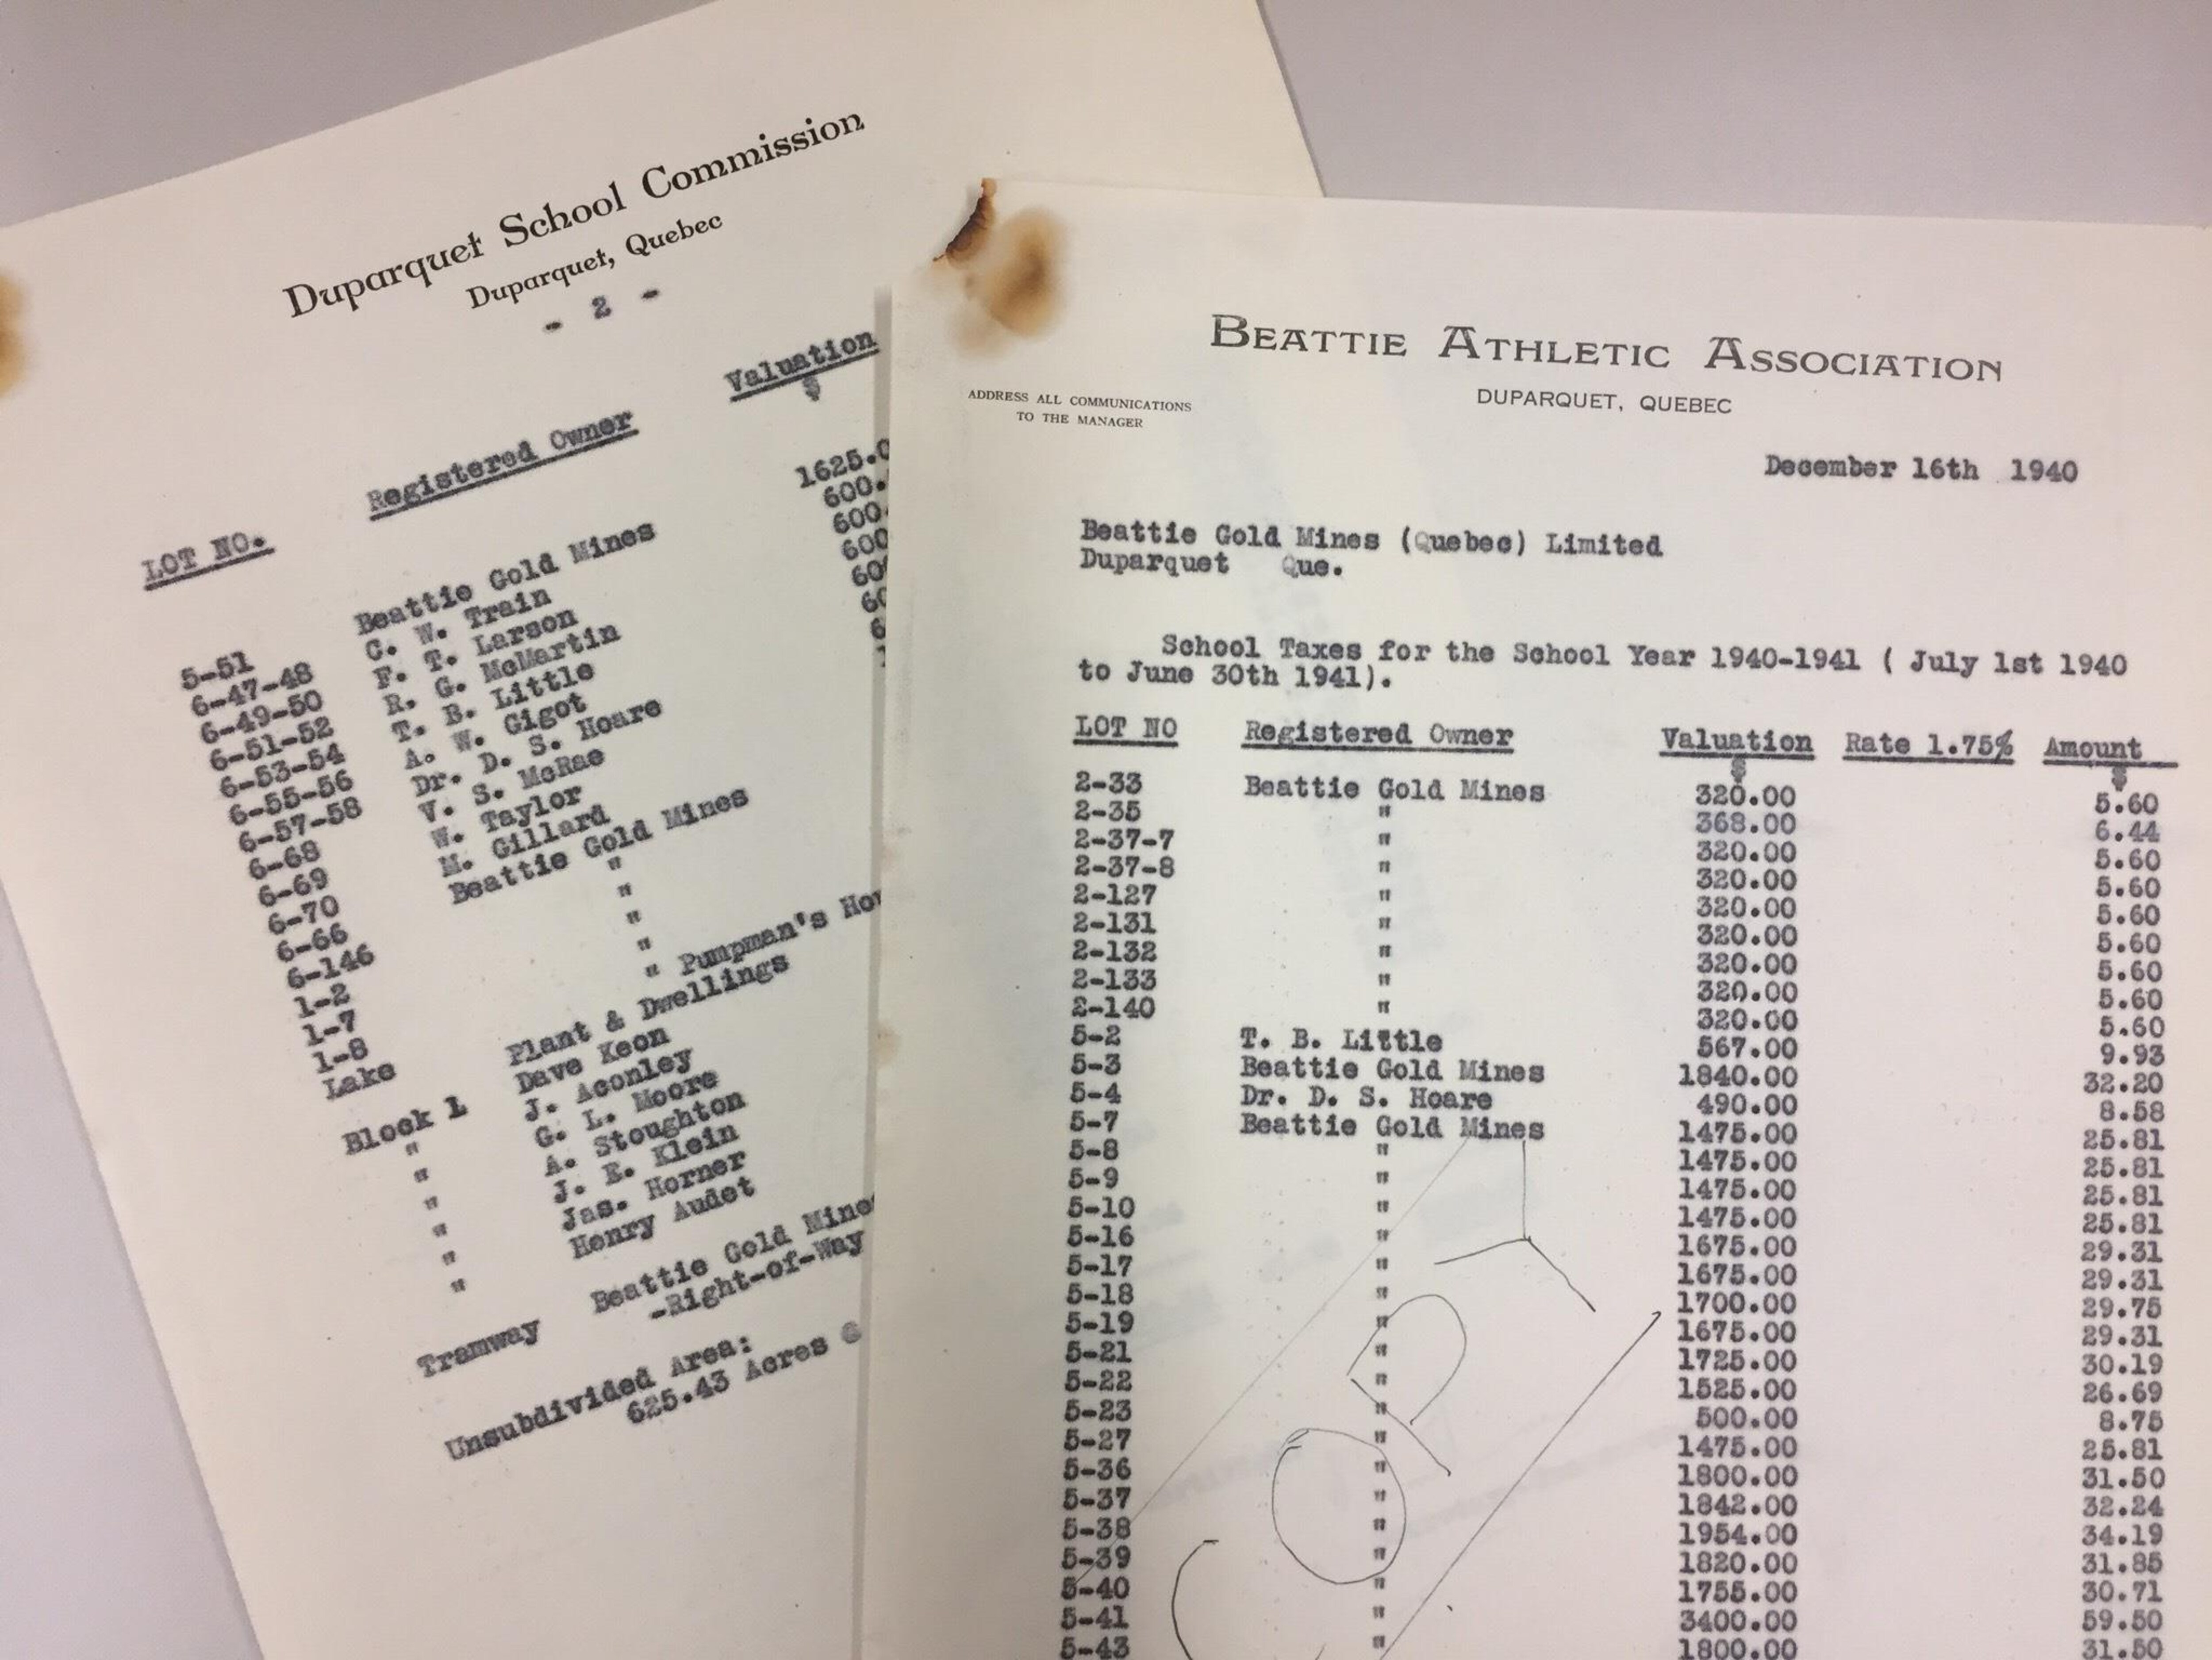 Duparquet School Commission
Duparquet, Quebec
- 2 -
LOT NO. Registered Owner Valuation
$
5-51 Beattie Gold Mines 1625.0
6-47-48 C. W. Train 600.
6-49-50 F. T. Larson 600.
6-51-52 R. G. McMartin 600
6-53-54 T. B. Little 60
6-55-56 A. W. Gigot 60
6-57-58 Dr. D. S. Hoare 6
6-68 V. S. McRae
6-69 W. Taylor
6-70 M. Gillard
6-66 Beattie Gold Mines
6-146 "
1-2 "
1-7 "
1-8 "
Lake " Pumpman's Hou
Plant & Dwellings
Block 1 Dave Keon
" J. Aconley
" G. L. Moore
" A. Stoughton
" J. E. Klein
" Jas. Horner
" Henry Audet
Tramway Beattie Gold Mine
-Right-of-Way
Unsubdivided Area:
625.43 Acres @
BEATTIE ATHLETIC ASSOCIATION
DUPARQUET, QUEBEC
ADDRESS ALL COMMUNICATIONS
TO THE MANAGER
December 16th 1940
Beattie Gold Mines (Quebec) Limited
Duparquet Que.
School Taxes for the School Year 1940-1941 ( July 1st 1940
to June 30th 1941).
LOT NO Registered Owner Valuation Rate 1.75% Amount
$ $
2-33 Beattie Gold Mines 320.00 5.60
2-35 " 368.00 6.44
2-37-7 " 320.00 5.60
2-37-8 " 320.00 5.60
2-127 " 320.00 5.60
2-131 " 320.00 5.60
2-132 " 320.00 5.60
2-133 " 320.00 5.60
2-140 " 320.00 5.60
5-2 T. B. Little 567.00 9.93
5-3 Beattie Gold Mines 1840.00 32.20
5-4 Dr. D. S. Hoare 490.00 8.58
5-7 Beattie Gold Mines 1475.00 25.81
5-8 " 1475.00 25.81
5-9 " 1475.00 25.81
5-10 " 1475.00 25.81
5-16 " 1675.00 29.31
5-17 " 1675.00 29.31
5-18 " 1700.00 29.75
5-19 " 1675.00 29.31
5-21 " 1725.00 30.19
5-22 " 1525.00 26.69
5-23 " 500.00 8.75
5-27 " 1475.00 25.81
5-36 " 1800.00 31.50
5-37 " 1842.00 32.24
5-38 " 1954.00 34.19
5-39 " 1820.00 31.85
5-40 " 1755.00 30.71
5-41 " 3400.00 59.50
5-43 " 1800.00 31.50
COPY